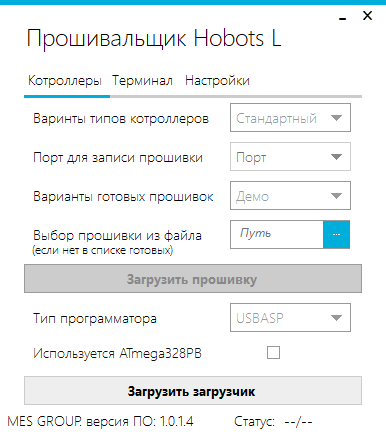 Прошивальщик Hobots L
Котроллеры Терминал Настройки
Варинты типов котроллеров Стандартный
Порт для записи прошивки Порт
Варианты готовых прошивок Демо
Выбор прошивки из файла Путь ...
(если нет в списке готовых)
Загрузить прошивку
Тип программатора USBASP
Используется ATmega328PB
Загрузить загрузчик
MES GROUP. версия ПО: 1.0.1.4 Статус: --/--